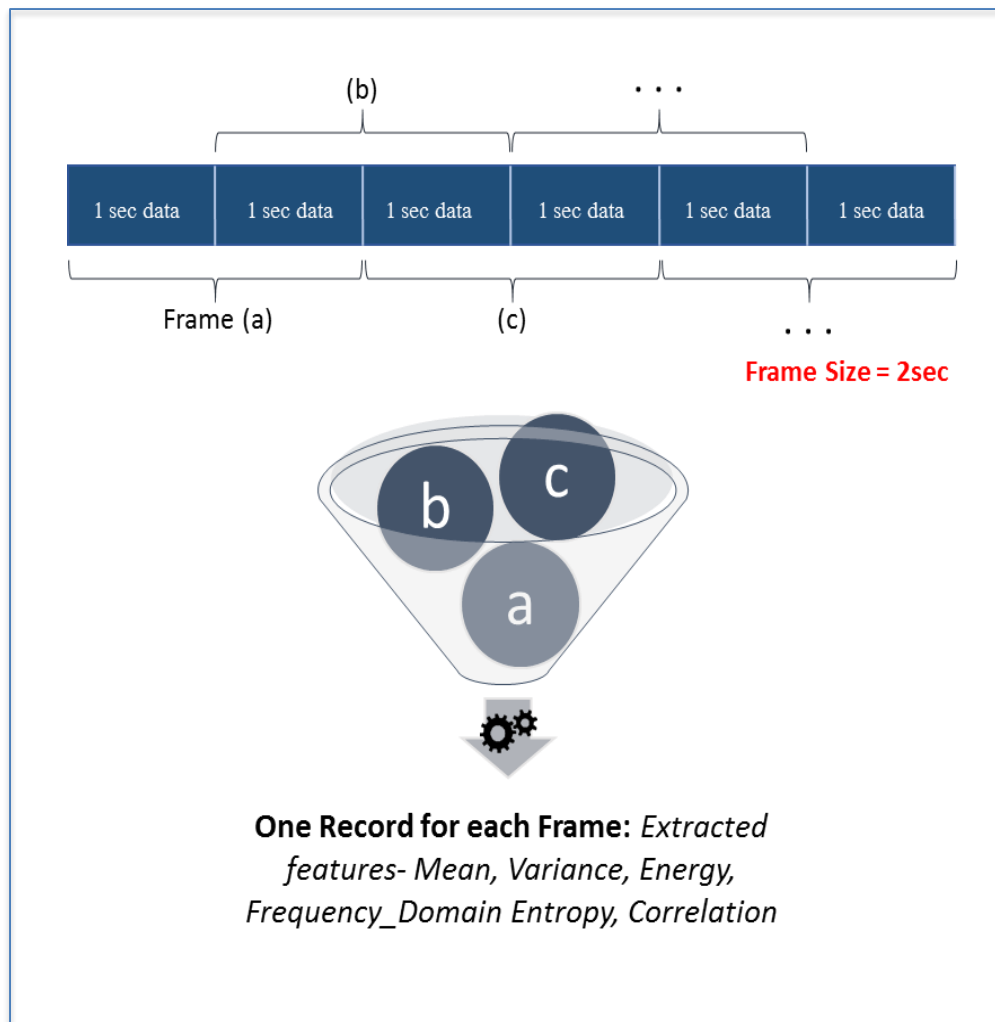 (b)
. . .
1 sec data
1 sec data
1 sec data
1 sec data
1 sec data
1 sec data
Frame (a)
(c)
. . .
Frame Size = 2sec
b
c
a
One Record for each Frame: Extracted
features- Mean, Variance, Energy,
Frequency_Domain Entropy, Correlation